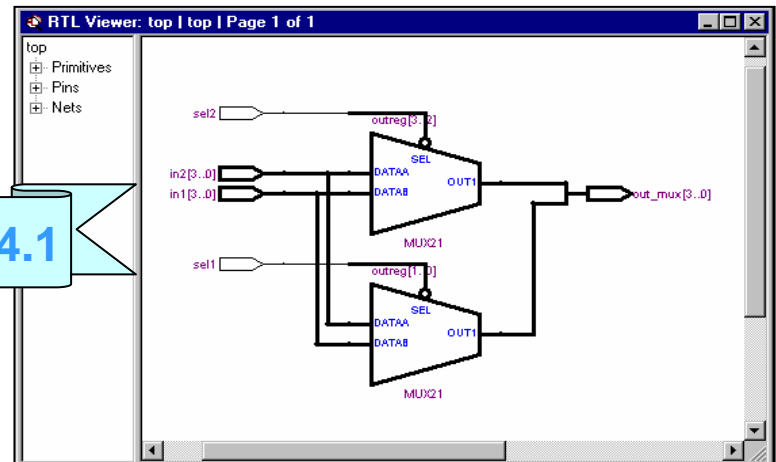 RTL Viewer: top | top | Page 1 of 1
top
Primitives
Pins
Nets
4.1
sel2
outreg[3..2]
SEL
in2[3..0]
DATAA
OUT1
in1[3..0]
DATAB
out_mux[3..0]
MUX21
sel1
outreg[1..0]
SEL
DATAA
OUT1
DATAB
MUX21